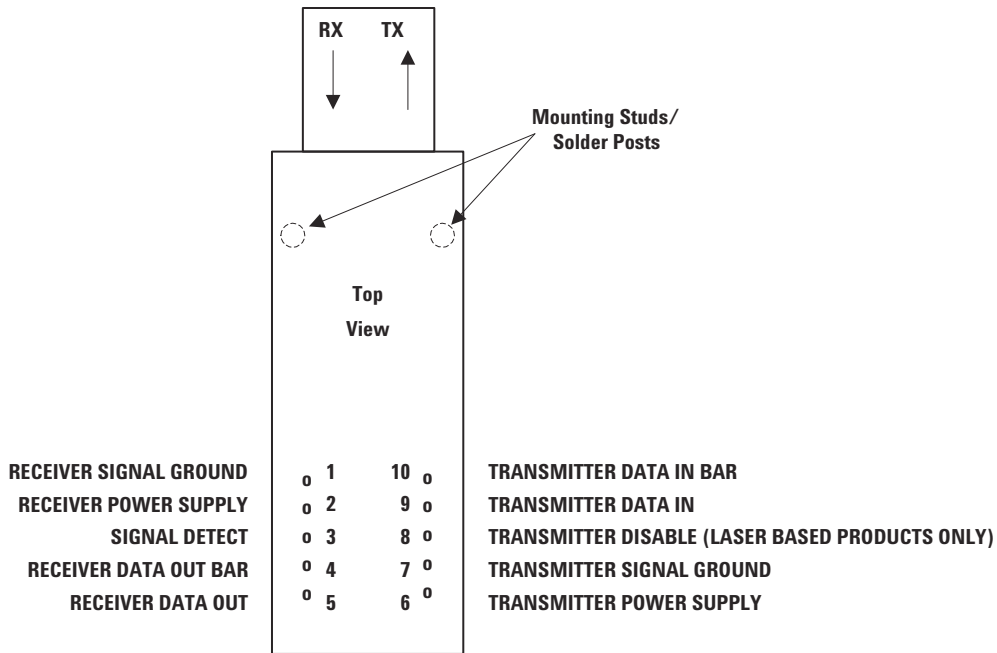 RX TX
Mounting Studs/
Solder Posts
Top
View
RECEIVER SIGNAL GROUND o 1 10 o TRANSMITTER DATA IN BAR
RECEIVER POWER SUPPLY o 2 9 o TRANSMITTER DATA IN
SIGNAL DETECT o 3 8 o TRANSMITTER DISABLE (LASER BASED PRODUCTS ONLY)
RECEIVER DATA OUT BAR o 4 7 o TRANSMITTER SIGNAL GROUND
RECEIVER DATA OUT o 5 6 o TRANSMITTER POWER SUPPLY